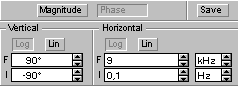 Magnitude Phase Save
Vertical Horizontal
Log Lin Log Lin
F 90° F 9 kHz
I -90° I 0,1 Hz